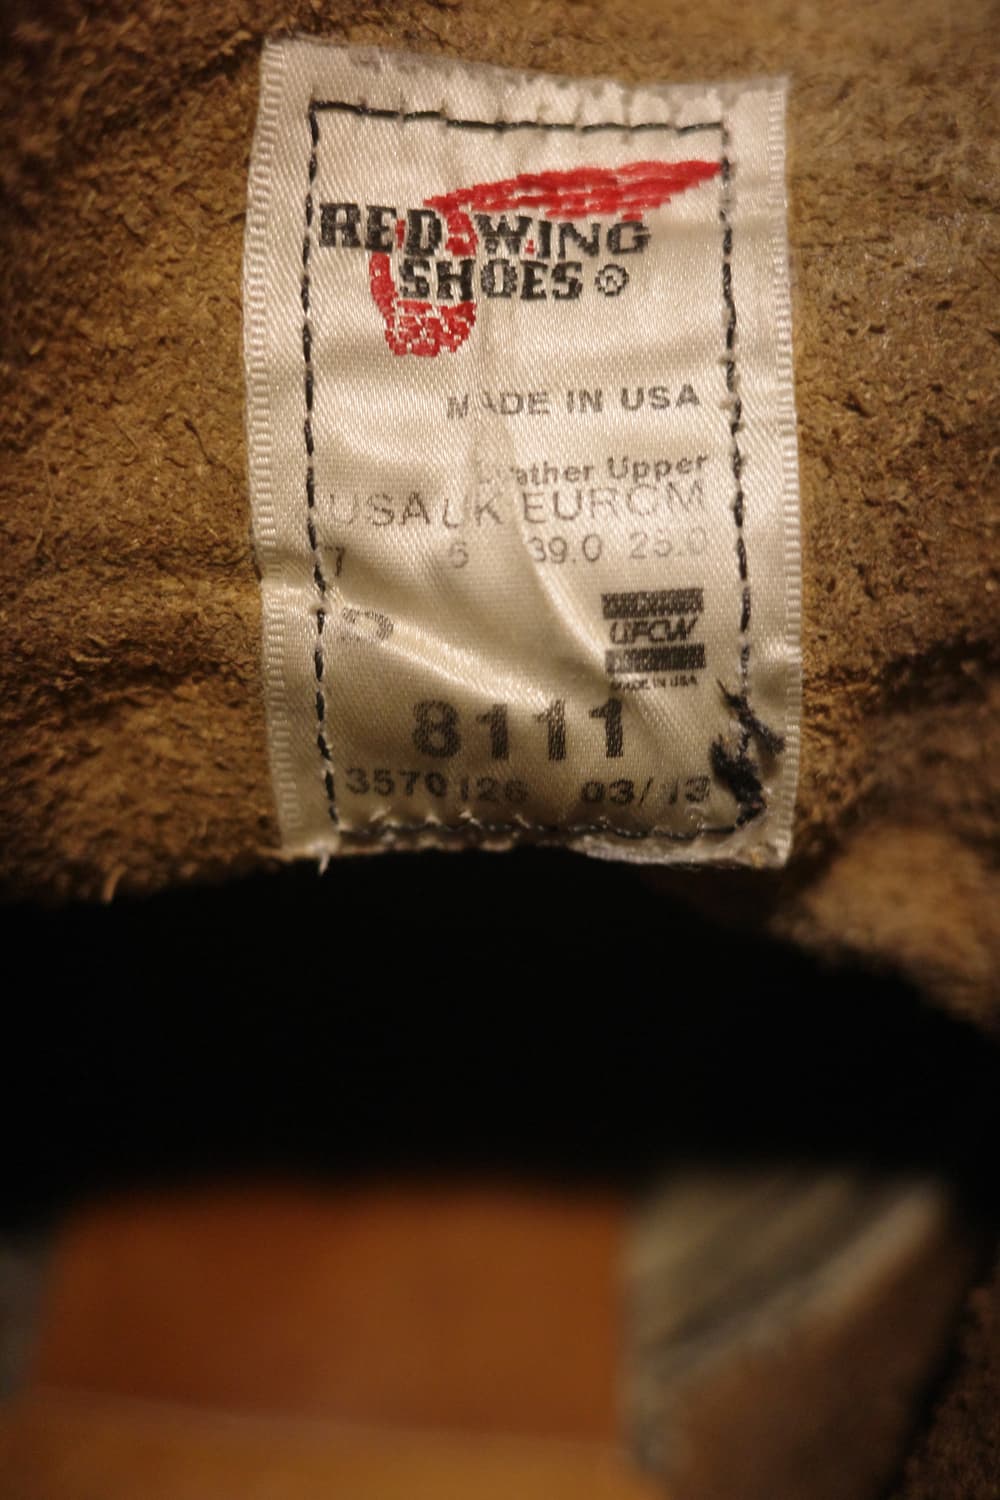 RED WING
SHOES®
MADE IN USA
Leather Upper
USA UK EUR CM
7 6 39.0 25.0
D
UFCW
MADE IN USA
8111
3570126 03/13